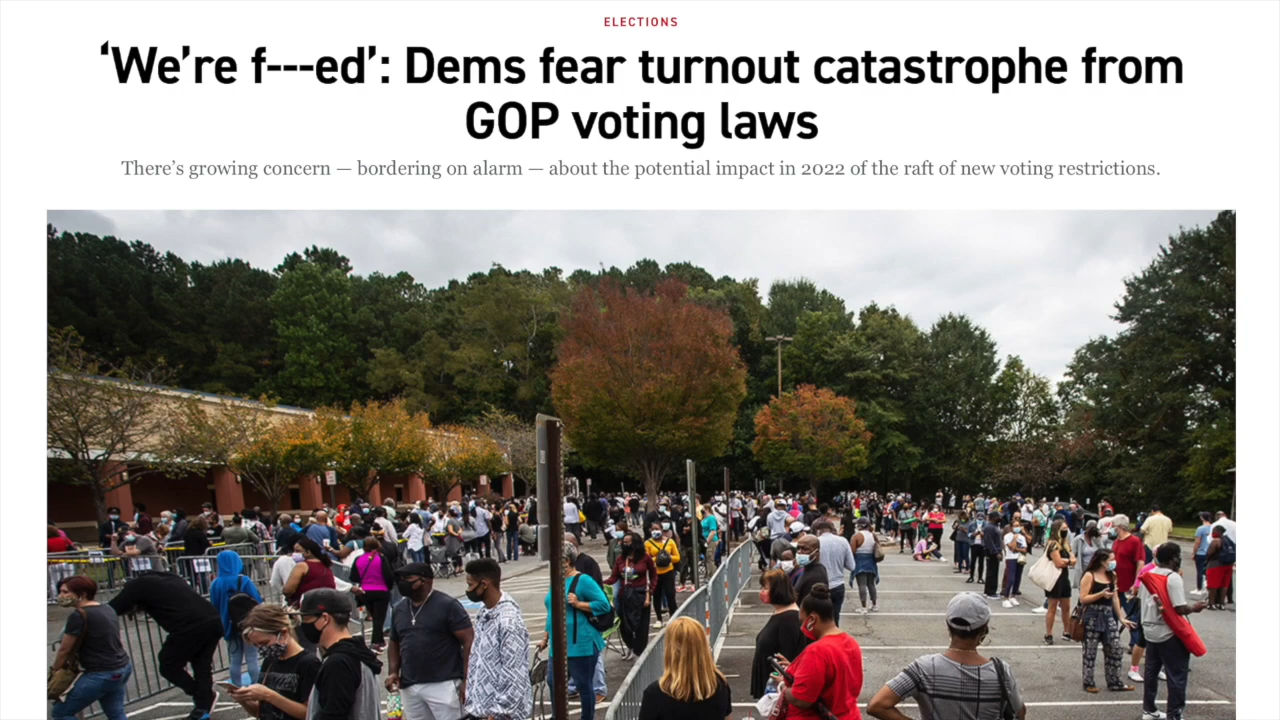 ELECTIONS
‘We’re f---ed’: Dems fear turnout catastrophe from
GOP voting laws
There’s growing concern — bordering on alarm — about the potential impact in 2022 of the raft of new voting restrictions.